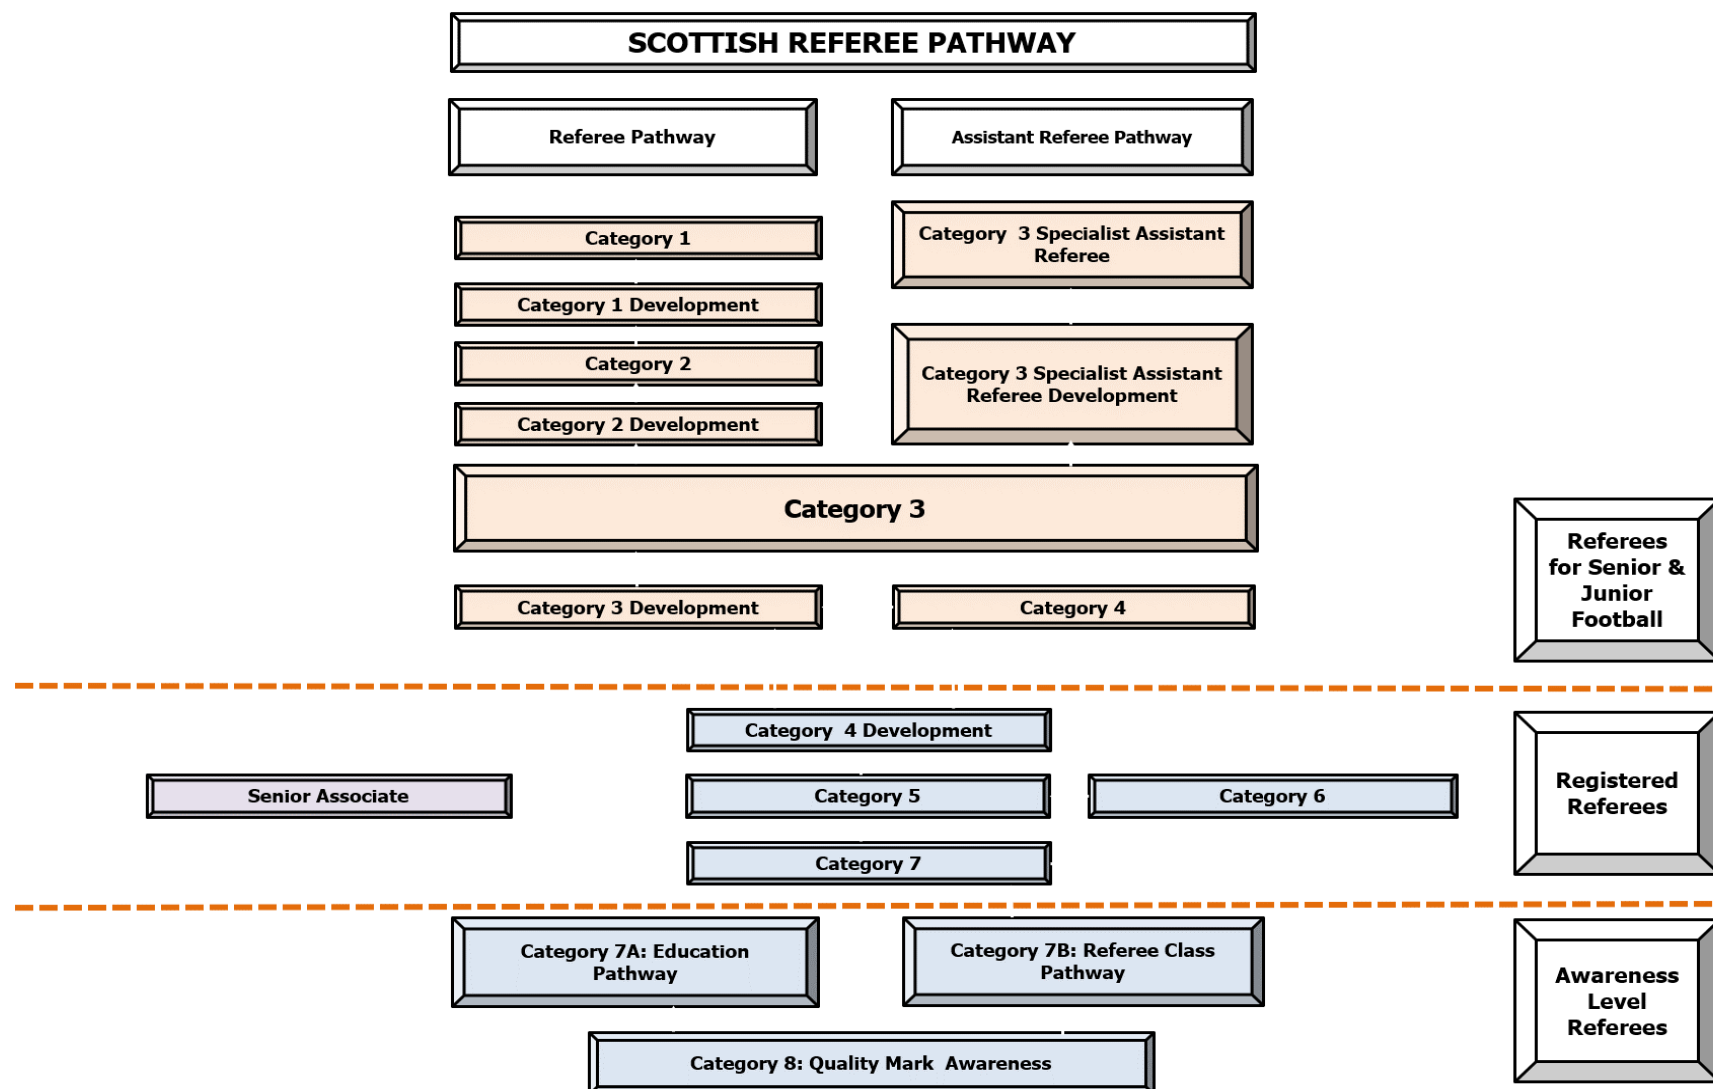 SCOTTISH REFEREE PATHWAY
Referee Pathway
Assistant Referee Pathway
Category 1
Category  3 Specialist Assistant
Referee
Category 1 Development
Category 2
Category 3 Specialist Assistant
Referee Development
Category 2 Development
Category 3
Referees
for Senior &
Junior
Football
Category 3 Development
Category 4
Category  4 Development
Senior Associate
Category 5
Category 6
Registered
Referees
Category 7
Category 7A: Education
Pathway
Category 7B: Referee Class
Pathway
Awareness
Level
Referees
Category 8: Quality Mark  Awareness